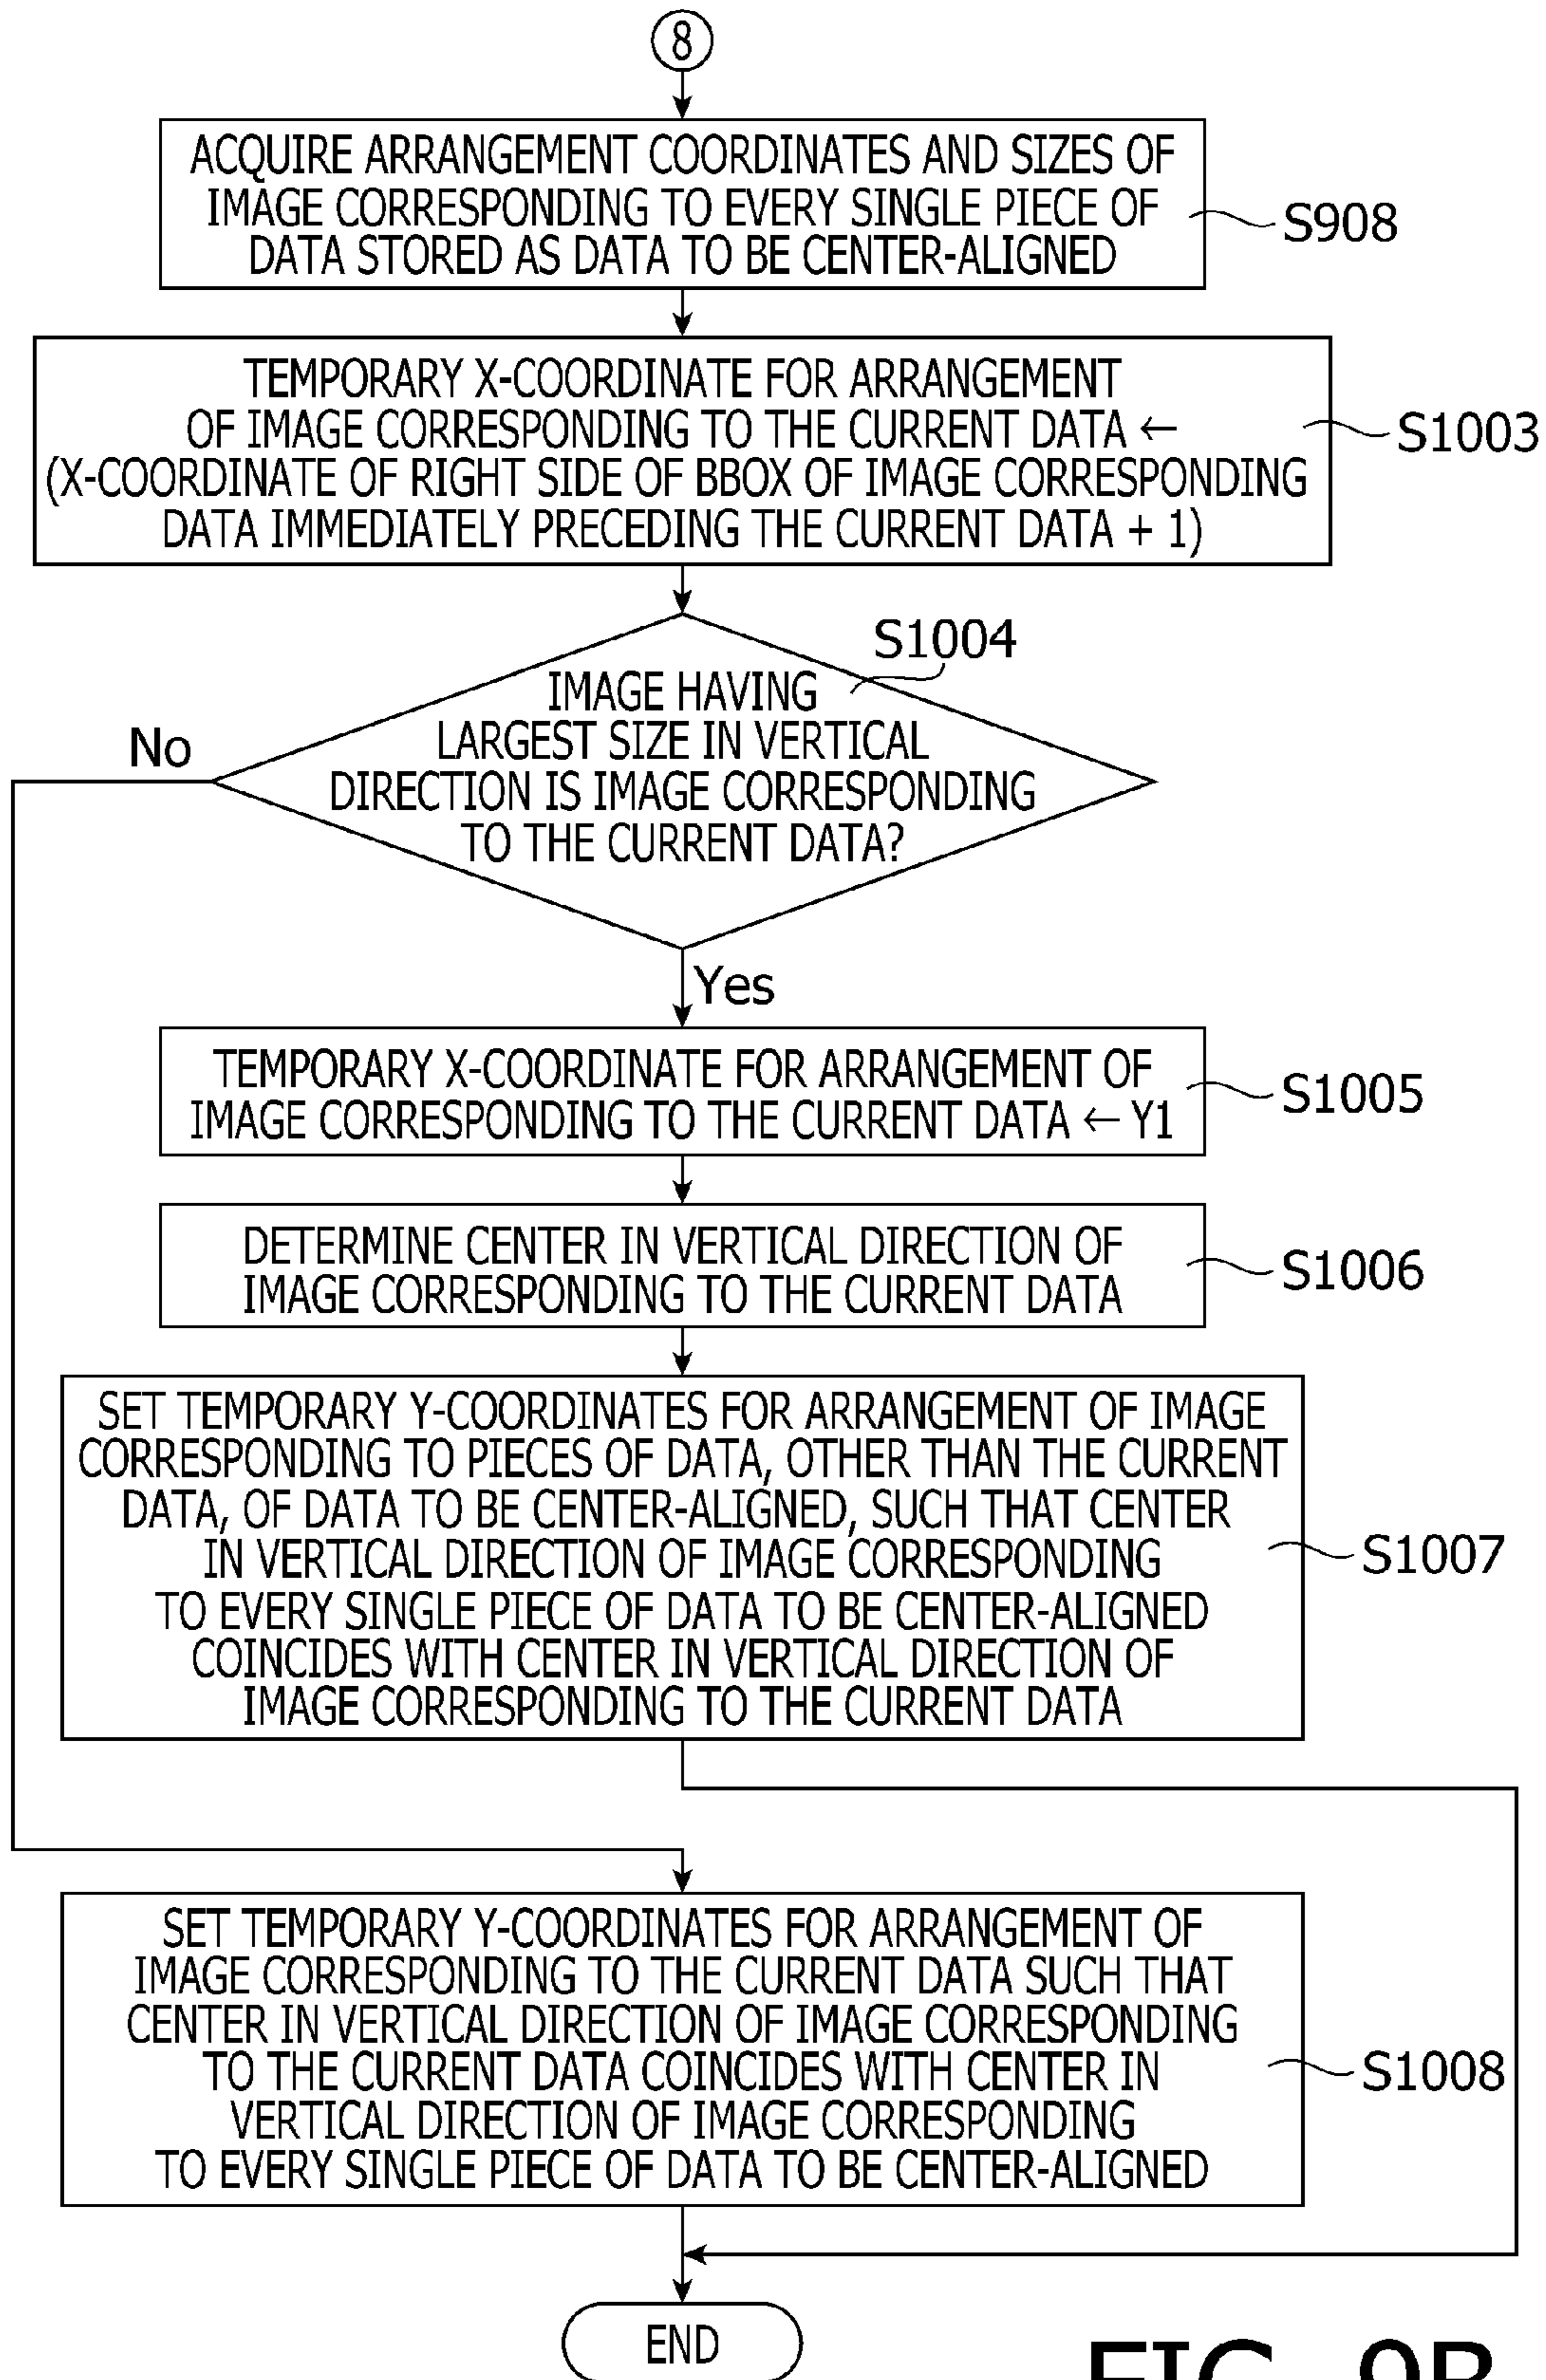 8
ACQUIRE ARRANGEMENT COORDINATES AND SIZES OF
IMAGE CORRESPONDING TO EVERY SINGLE PIECE OF
DATA STORED AS DATA TO BE CENTER-ALIGNED
S908
TEMPORARY X-COORDINATE FOR ARRANGEMENT
OF IMAGE CORRESPONDING TO THE CURRENT DATA ←
(X-COORDINATE OF RIGHT SIDE OF BBOX OF IMAGE CORRESPONDING
DATA IMMEDIATELY PRECEDING THE CURRENT DATA + 1)
S1003
S1004
IMAGE HAVING
LARGEST SIZE IN VERTICAL
DIRECTION IS IMAGE CORRESPONDING
TO THE CURRENT DATA?
No
Yes
TEMPORARY X-COORDINATE FOR ARRANGEMENT OF
IMAGE CORRESPONDING TO THE CURRENT DATA ← Y1
S1005
DETERMINE CENTER IN VERTICAL DIRECTION OF
IMAGE CORRESPONDING TO THE CURRENT DATA
S1006
SET TEMPORARY Y-COORDINATES FOR ARRANGEMENT OF IMAGE
CORRESPONDING TO PIECES OF DATA, OTHER THAN THE CURRENT
DATA, OF DATA TO BE CENTER-ALIGNED, SUCH THAT CENTER
IN VERTICAL DIRECTION OF IMAGE CORRESPONDING
TO EVERY SINGLE PIECE OF DATA TO BE CENTER-ALIGNED
COINCIDES WITH CENTER IN VERTICAL DIRECTION OF
IMAGE CORRESPONDING TO THE CURRENT DATA
S1007
SET TEMPORARY Y-COORDINATES FOR ARRANGEMENT OF
IMAGE CORRESPONDING TO THE CURRENT DATA SUCH THAT
CENTER IN VERTICAL DIRECTION OF IMAGE CORRESPONDING
TO THE CURRENT DATA COINCIDES WITH CENTER IN
VERTICAL DIRECTION OF IMAGE CORRESPONDING
TO EVERY SINGLE PIECE OF DATA TO BE CENTER-ALIGNED
S1008
END
FIG. 9B